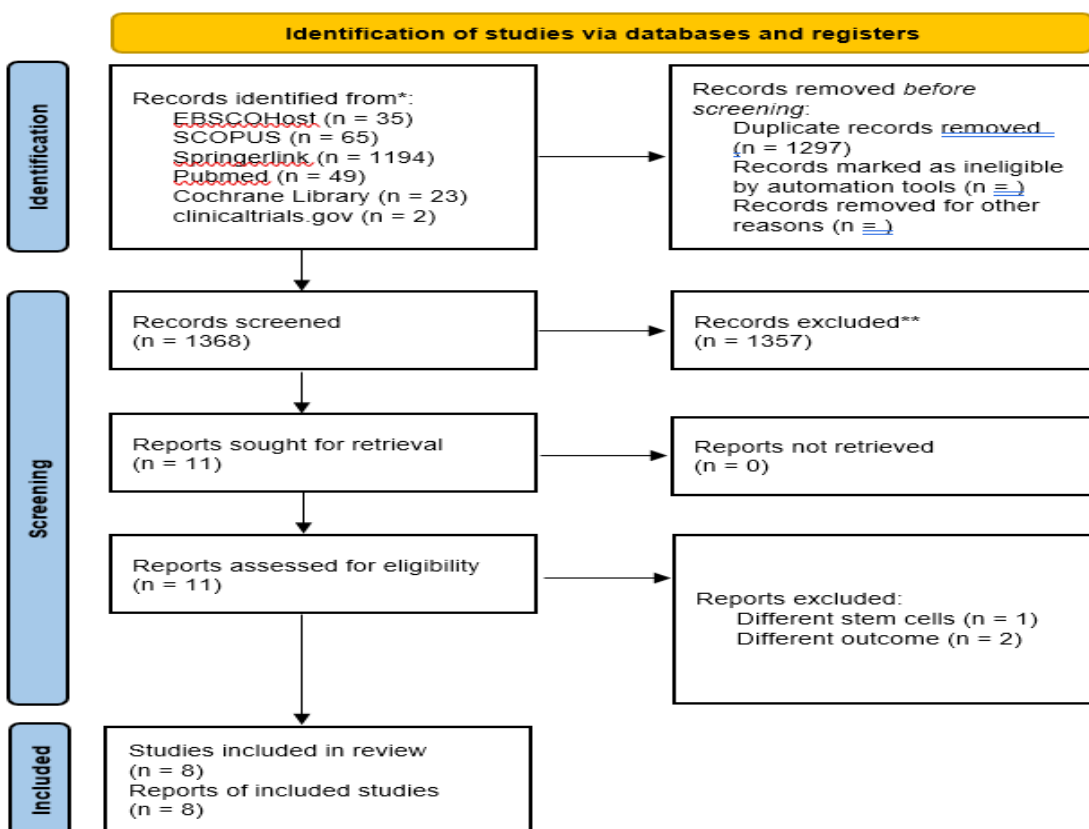 Identification of studies via databases and registers
Identification
Records identified from*:
EBSCOHost (n = 35)
SCOPUS (n = 65)
Springerlink (n = 1194)
Pubmed (n = 49)
Cochrane Library (n = 23)
clinicaltrials.gov (n = 2)
Records removed before
screening:
Duplicate records removed
(n = 1297)
Records marked as ineligible
by automation tools (n = )
Records removed for other
reasons (n = )
Screening
Records screened
(n = 1368)
Records excluded**
(n = 1357)
Reports sought for retrieval
(n = 11)
Reports not retrieved
(n = 0)
Reports assessed for eligibility
(n = 11)
Reports excluded:
Different stem cells (n = 1)
Different outcome (n = 2)
Included
Studies included in review
(n = 8)
Reports of included studies
(n = 8)